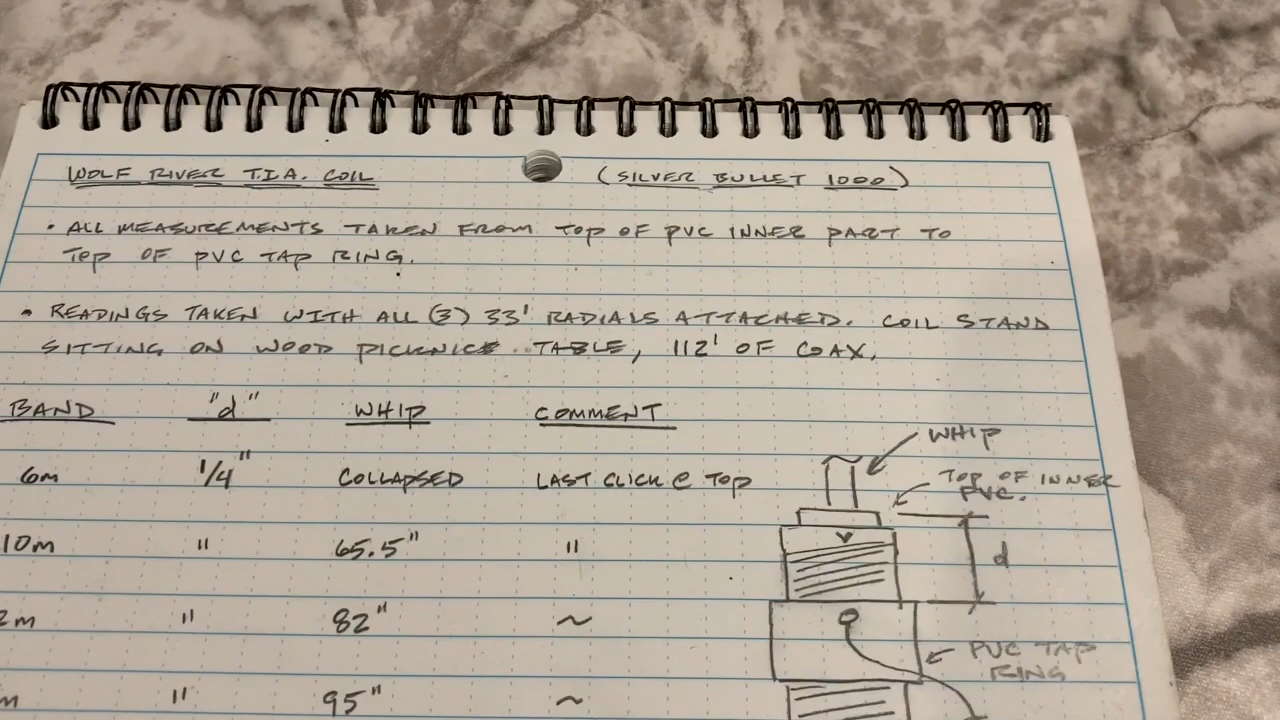 WOLF RIVER T.I.A. COIL (SILVER BULLET 1000)
• ALL MEASUREMENTS TAKEN FROM TOP OF PVC INNER PART TO
TOP OF PVC TAP RING.
• READINGS TAKEN WITH ALL (3) 33' RADIALS ATTACHED. COIL STAND
SITTING ON WOOD PICKNICK TABLE, 112' OF COAX.
BAND "d" WHIP COMMENT
6m 1/4" COLLAPSED LAST CLICK @ TOP
10m " 65.5" "
2m " 82" ~
m " 95" ~
WHIP
TOP OF INNER
PVC.
d
PVC TAP
RING